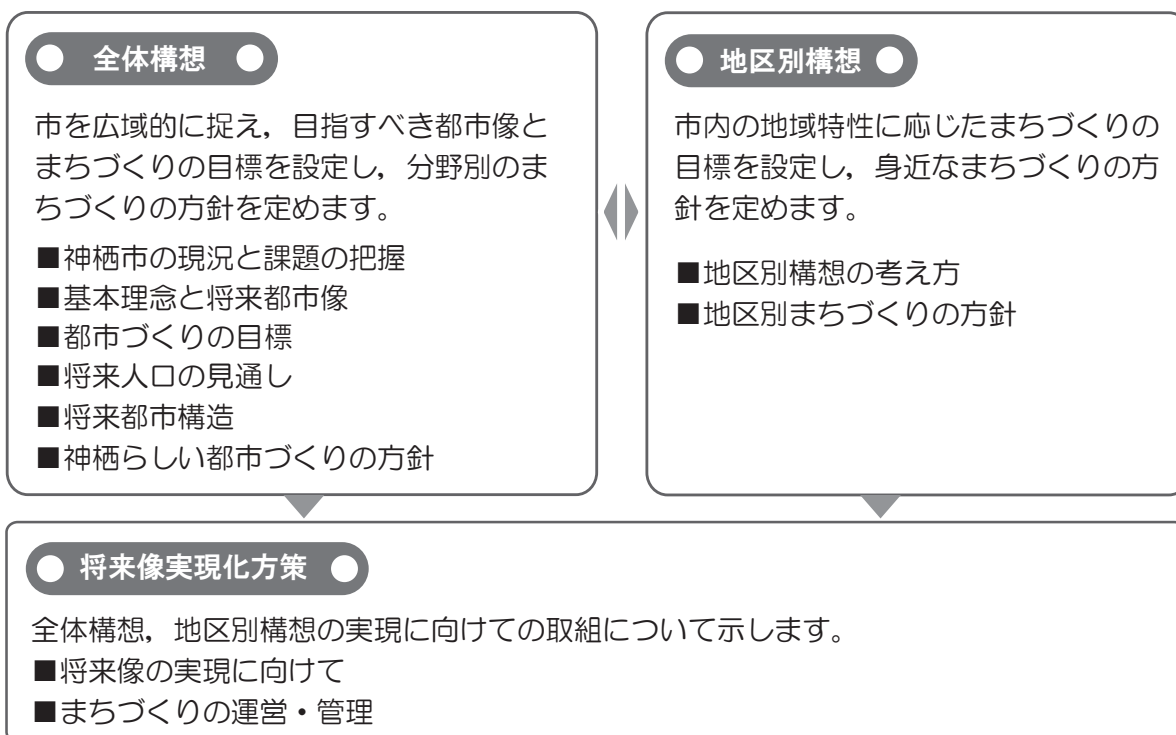 全体構想
市を広域的に捉え，目指すべき都市像と
まちづくりの目標を設定し，分野別のま
ちづくりの方針を定めます。
■神栖市の現況と課題の把握
■基本理念と将来都市像
■都市づくりの目標
■将来人口の見通し
■将来都市構造
■神栖らしい都市づくりの方針
地区別構想
市内の地域特性に応じたまちづくりの
目標を設定し，身近なまちづくりの方
針を定めます。
■地区別構想の考え方
■地区別まちづくりの方針
将来像実現化方策
全体構想，地区別構想の実現に向けての取組について示します。
■将来像の実現に向けて
■まちづくりの運営・管理